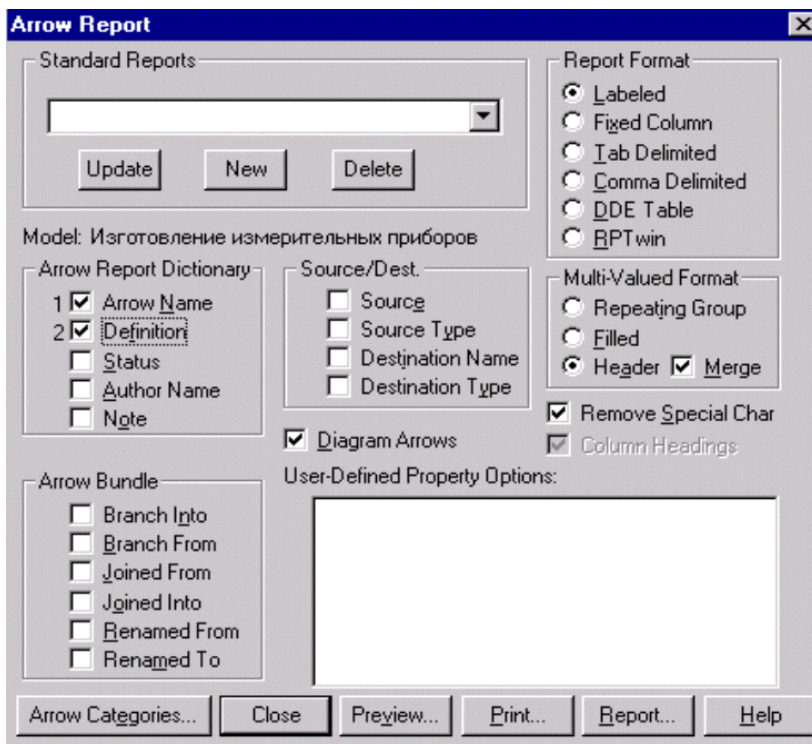 Arrow Report
Standard Reports
Update New Delete
Model: Изготовление измерительных приборов
Arrow Report Dictionary
1 Arrow Name
2 Definition
Status
Author Name
Note
Source/Dest.
Source
Source Type
Destination Name
Destination Type
Diagram Arrows
Report Format
Labeled
Fixed Column
Tab Delimited
Comma Delimited
DDE Table
RPTwin
Multi-Valued Format
Repeating Group
Filled
Header Merge
Remove Special Char
Column Headings
Arrow Bundle
Branch Into
Branch From
Joined From
Joined Into
Renamed From
Renamed To
User-Defined Property Options:
Arrow Categories... Close Preview... Print... Report... Help